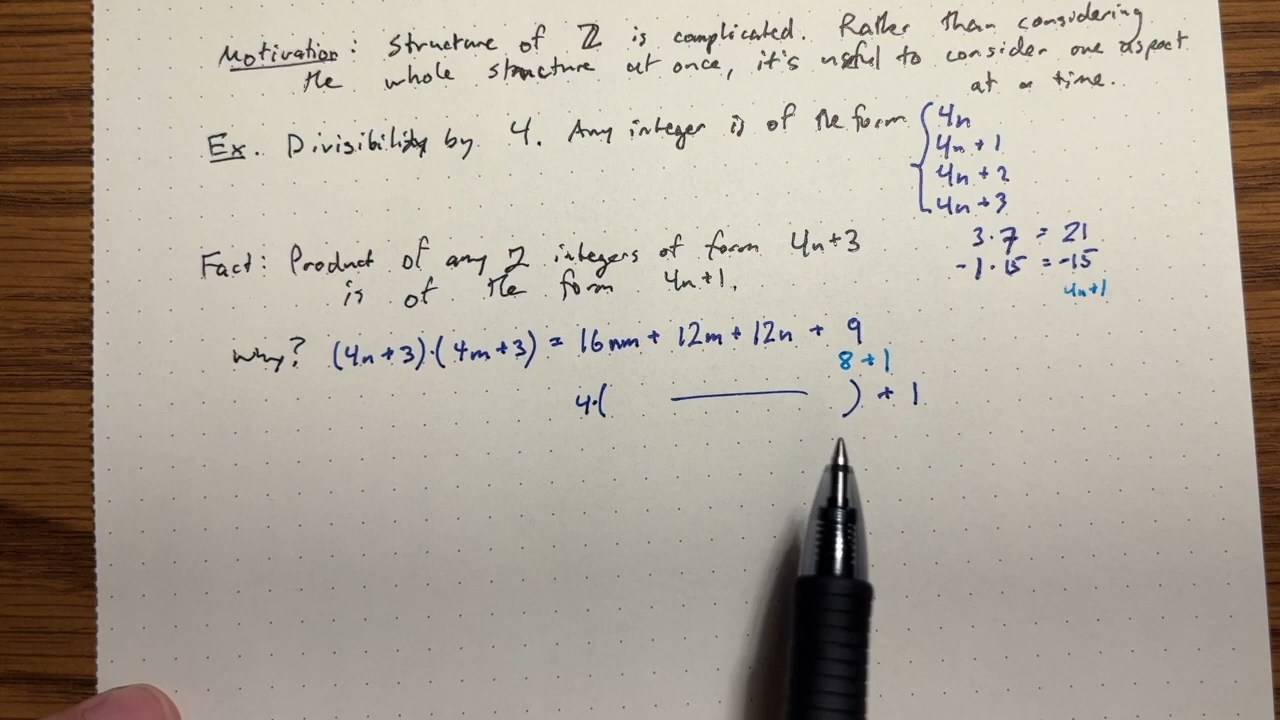 Motivation: Structure of ℤ is complicated. Rather than considering
the whole structure at once, it's useful to consider one aspect
at a time.
Ex. Divisibility by 4. Any integer is of the form { 4n
4n + 1
4n + 2
4n + 3
Fact: Product of any 2 integers of form 4n+3
is of the form 4n+1.
3·7 = 21
-1·15 = -15
4n+1
Why? (4n+3)·(4m+3) = 16nm + 12m + 12n + 9
8 + 1
4·( ——— ) + 1